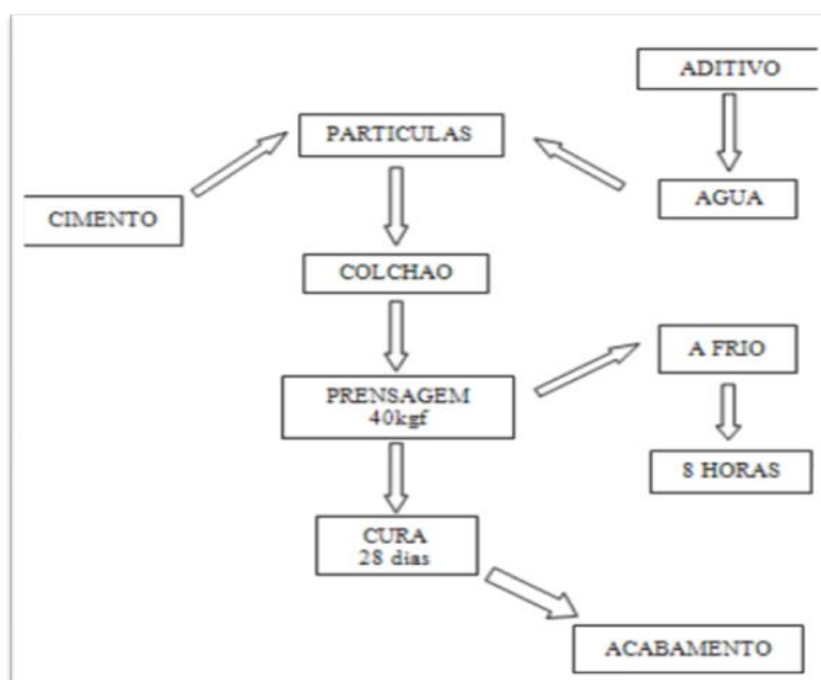 ADITIVO
PARTICULAS
AGUA
CIMENTO
COLCHAO
A FRIO
PRENSAGEM
40kgf
8 HORAS
CURA
28 dias
ACABAMENTO